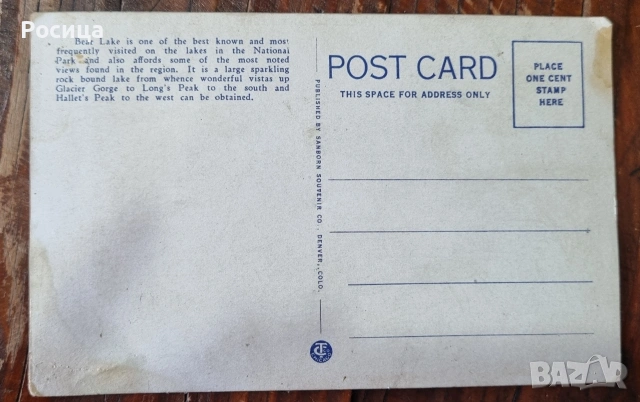 Росица
Bear Lake is one of the best known and most
frequently visited on the lakes in the National
Park and also affords some of the most noted
views found in the region. It is a large sparkling
rock bound lake from whence wonderful vistas up
Glacier Gorge to Long's Peak to the south and
Hallet's Peak to the west can be obtained.
PUBLISHED BY SANBORN SOUVENIR CO., DENVER, COLO.
POST CARD
THIS SPACE FOR ADDRESS ONLY
PLACE
ONE CENT
STAMP
HERE
BAZAR